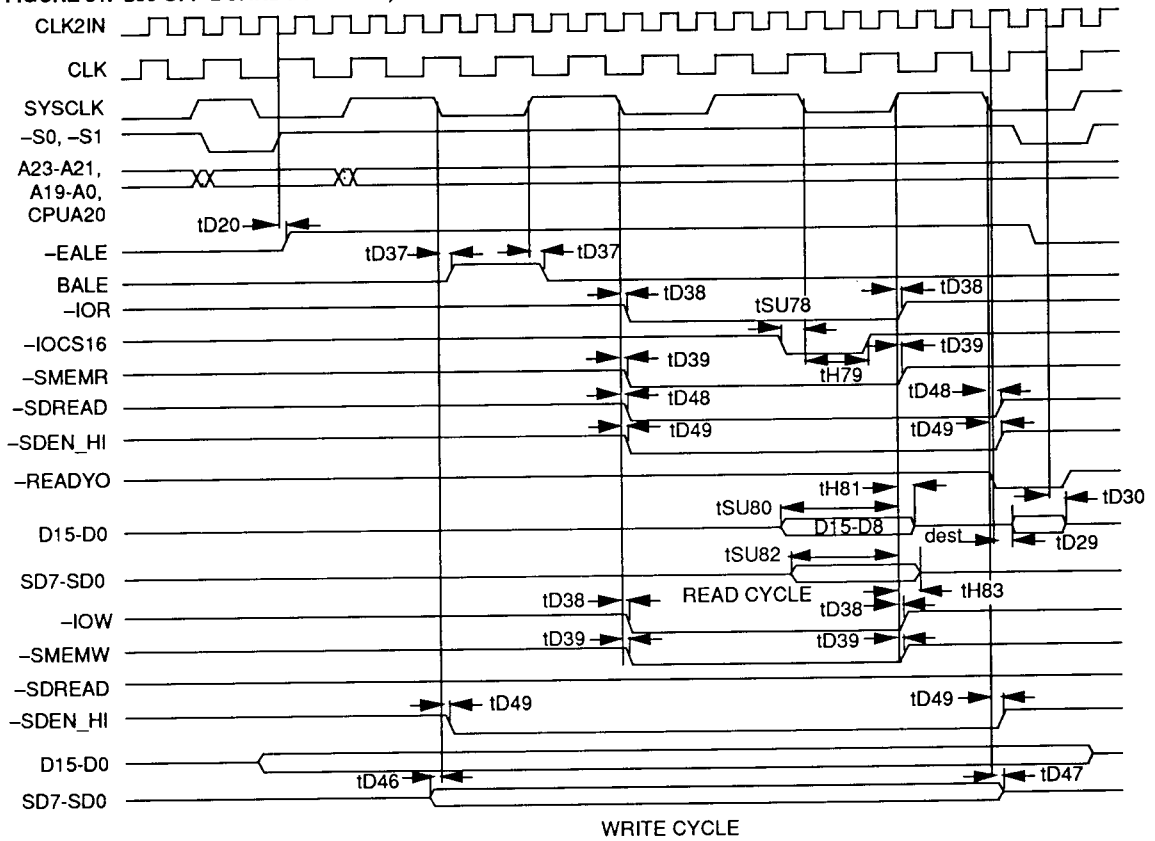 CLK2IN
CLK
SYSCLK
–S0, –S1
A23-A21,
A19-A0,
CPUA20
tD20
–EALE
tD37
tD37
BALE
tD38
tD38
–IOR
tSU78
–IOCS16
tD39
tD39
tH79
–SMEMR
tD48
tD48
–SDREAD
tD49
tD49
–SDEN_HI
–READYO
tH81
tD30
tSU80
D15-D0
D15-D8
dest
tD29
tSU82
SD7-SD0
tH83
READ CYCLE
tD38
tD38
–IOW
tD39
tD39
–SMEMW
–SDREAD
tD49
tD49
–SDEN_HI
D15-D0
tD46
tD47
SD7-SD0
WRITE CYCLE